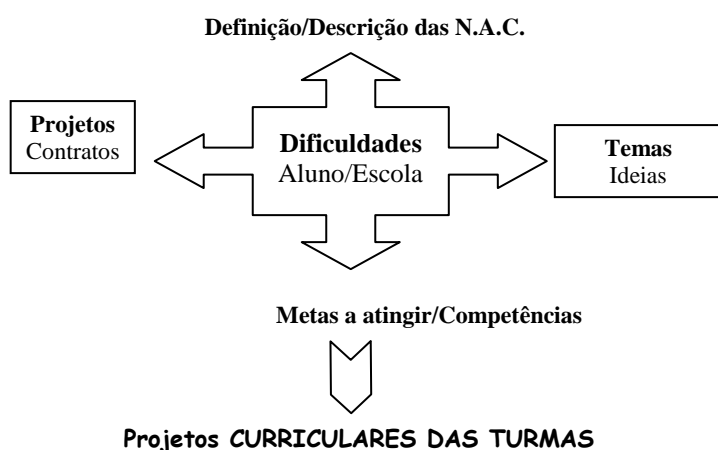 Definição/Descrição das N.A.C.
Projetos
Contratos
Dificuldades
Aluno/Escola
Temas
Ideias
Metas a atingir/Competências
Projetos CURRICULARES DAS TURMAS